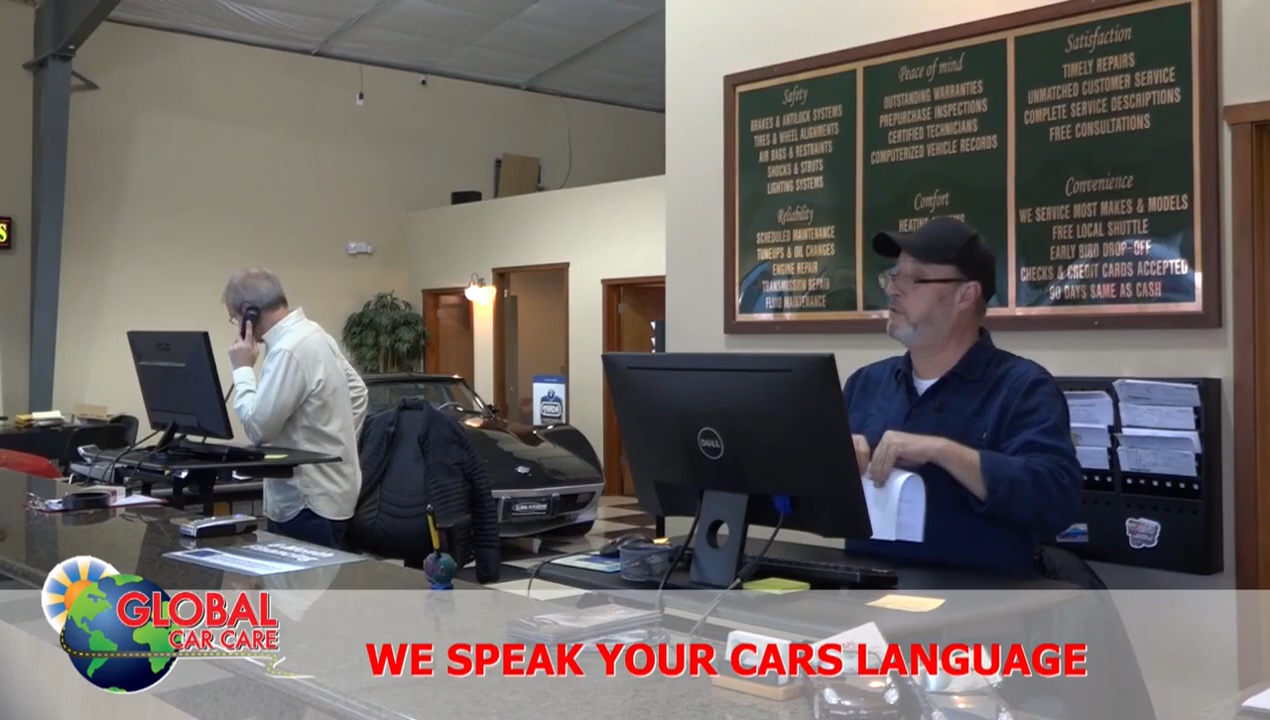 Safety
BRAKES & ANTILOCK SYSTEMS
TIRES & WHEEL ALIGNMENTS
AIR BAGS & RESTRAINTS
SHOCKS & STRUTS
LIGHTING SYSTEMS
Reliability
SCHEDULED MAINTENANCE
TUNEUPS & OIL CHANGES
ENGINE REPAIR
TRANSMISSION REPAIR
FLUID MAINTENANCE
Peace of mind
OUTSTANDING WARRANTIES
PREPURCHASE INSPECTIONS
CERTIFIED TECHNICIANS
COMPUTERIZED VEHICLE RECORDS
Comfort
HEATING
Satisfaction
TIMELY REPAIRS
UNMATCHED CUSTOMER SERVICE
COMPLETE SERVICE DESCRIPTIONS
FREE CONSULTATIONS
Convenience
WE SERVICE MOST MAKES & MODELS
FREE LOCAL SHUTTLE
EARLY BIRD DROP-OFF
CHECKS & CREDIT CARDS ACCEPTED
90 DAYS SAME AS CASH
S
DELL
GLOBAL
CAR CARE
WE SPEAK YOUR CARS LANGUAGE